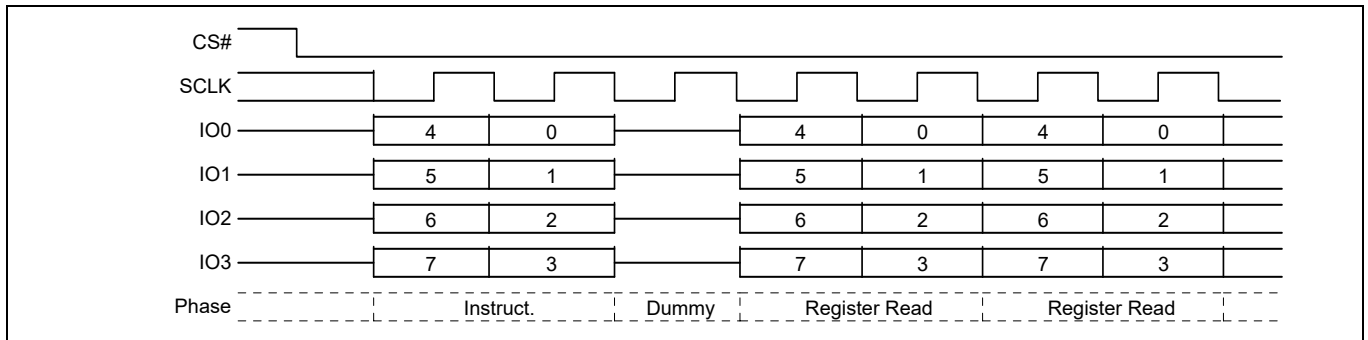 CS#
SCLK
IO0 4 0 4 0 4 0
IO1 5 1 5 1 5 1
IO2 6 2 6 2 6 2
IO3 7 3 7 3 7 3
Phase Instruct. Dummy Register Read Register Read